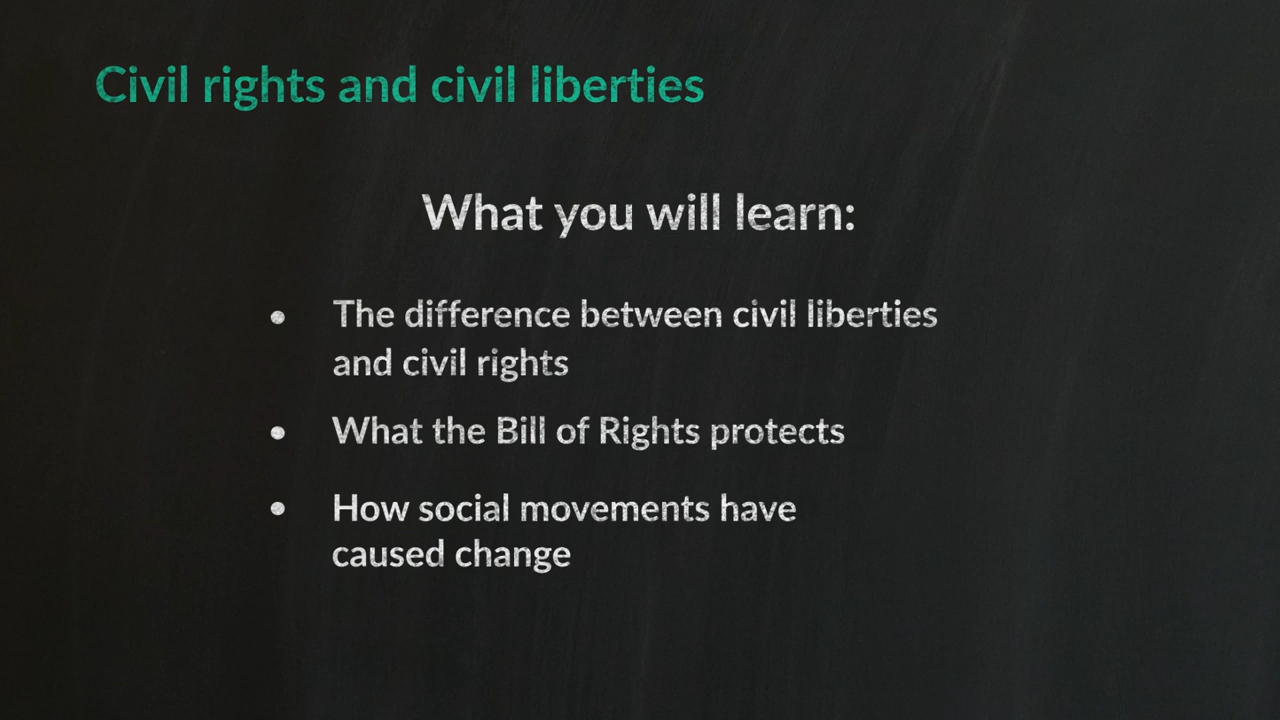 Civil rights and civil liberties
What you will learn:
• The difference between civil liberties
and civil rights
• What the Bill of Rights protects
• How social movements have
caused change